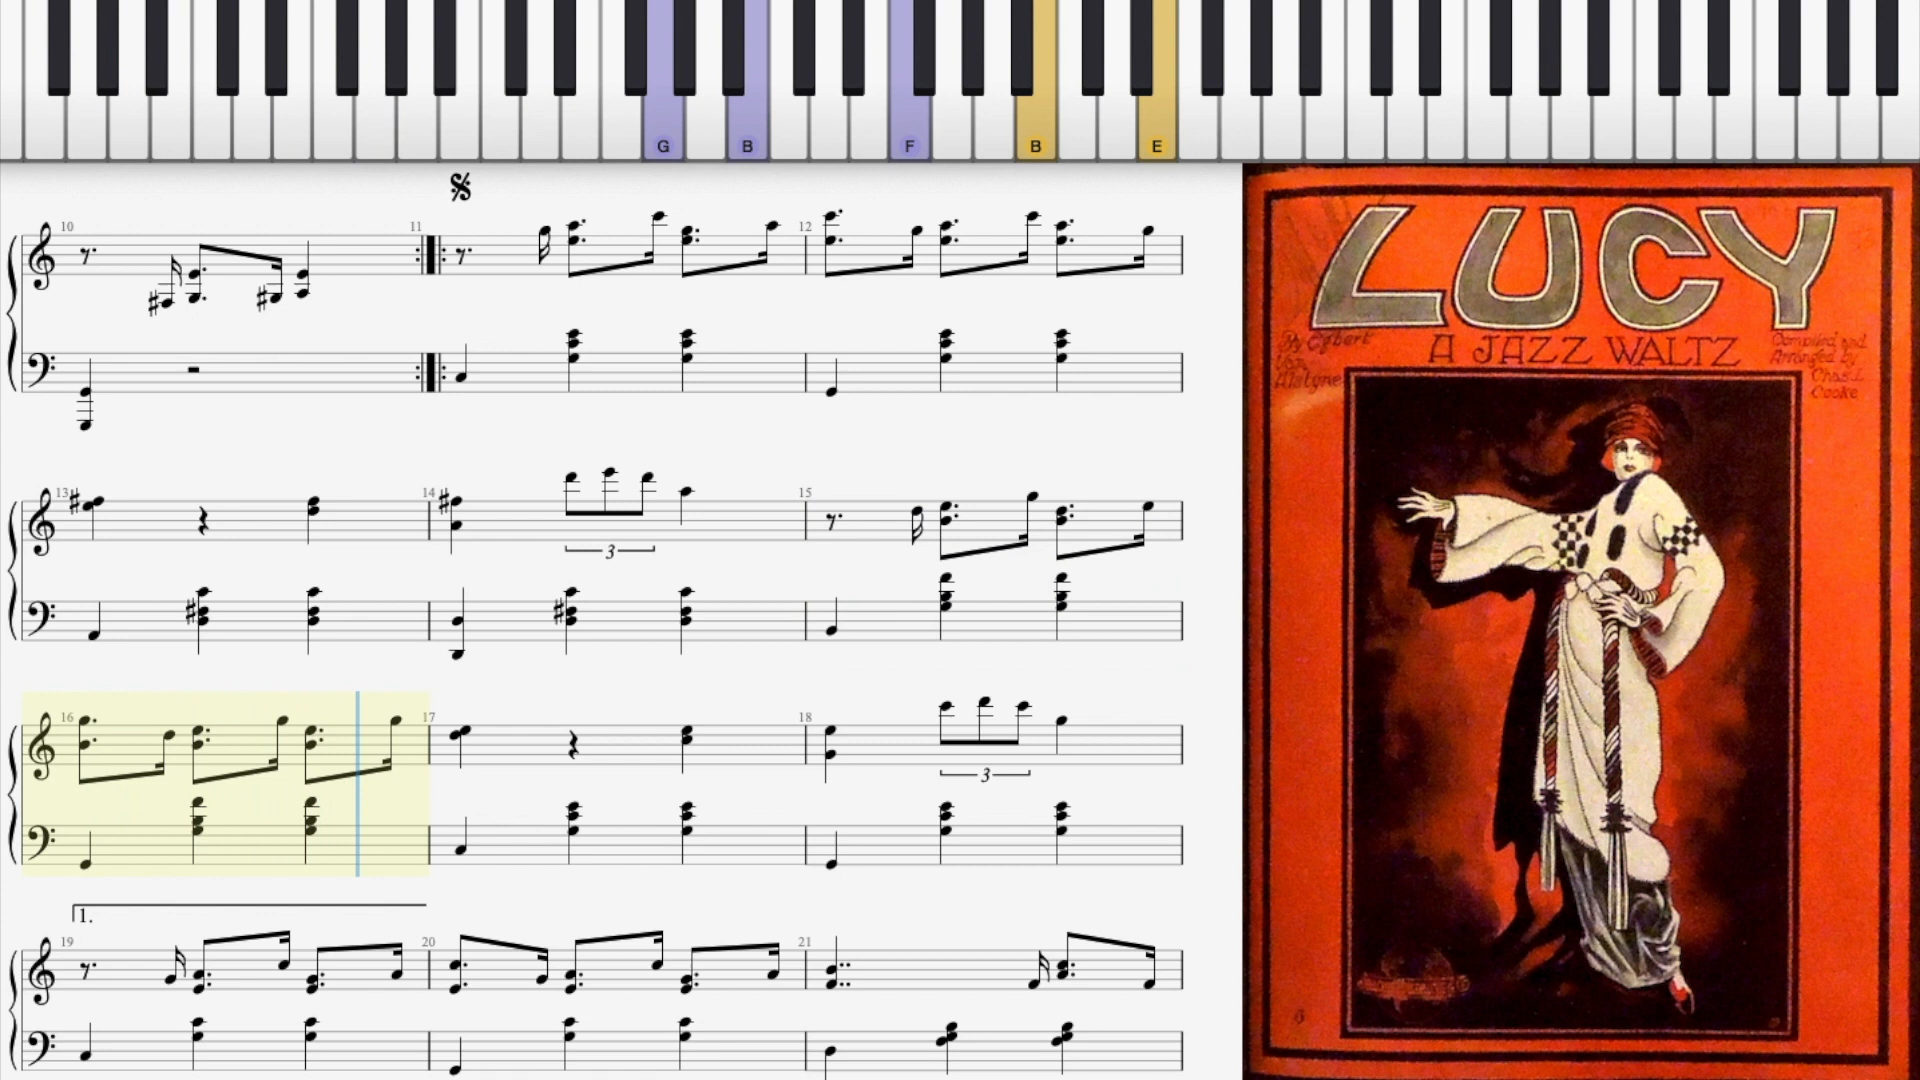 G B F B E
10 11 12
LUCY
By Egbert Van Alstyne
A JAZZ WALTZ
Compiled and Arranged by Chas. L. Cooke
13 14 15
3
16 17 18
3
1.
19 20 21